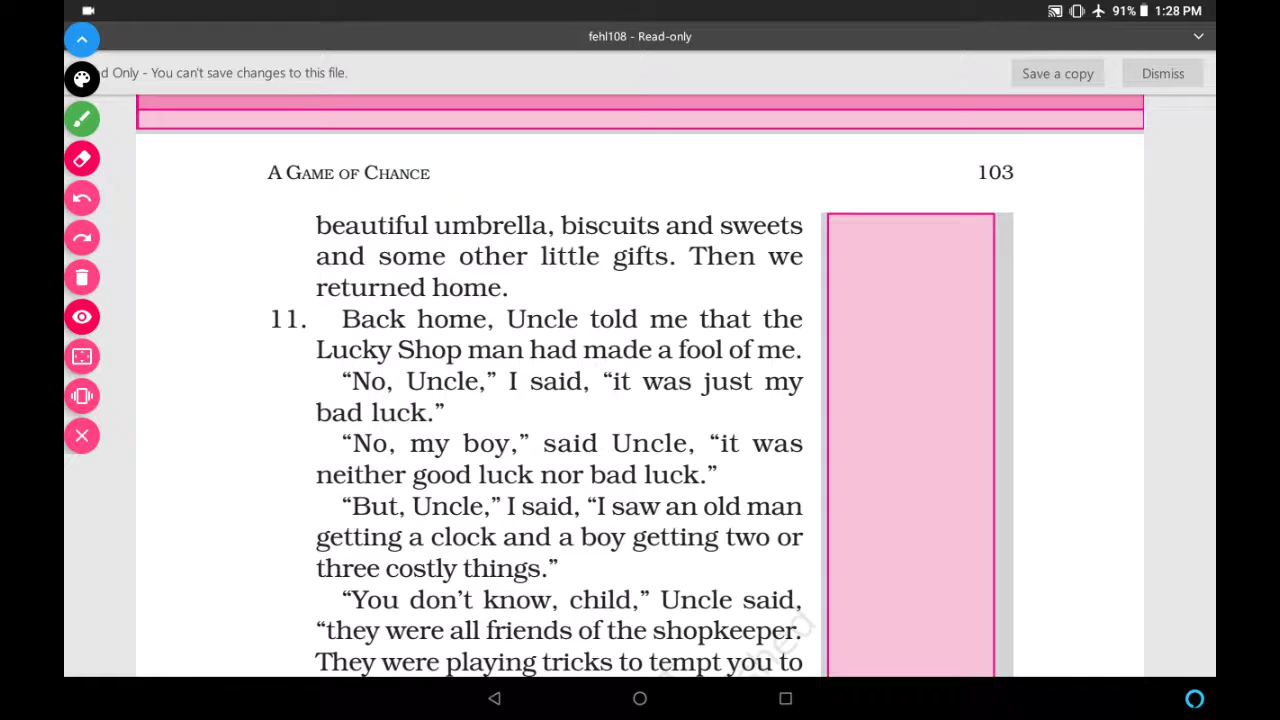 91% 1:28 PM
fehl108 - Read-only
d Only - You can't save changes to this file.
Save a copy
Dismiss
A GAME OF CHANCE
103
beautiful umbrella, biscuits and sweets
and some other little gifts. Then we
returned home.
11. Back home, Uncle told me that the
Lucky Shop man had made a fool of me.
“No, Uncle,” I said, “it was just my
bad luck.”
“No, my boy,” said Uncle, “it was
neither good luck nor bad luck.”
“But, Uncle,” I said, “I saw an old man
getting a clock and a boy getting two or
three costly things.”
“You don’t know, child,” Uncle said,
“they were all friends of the shopkeeper.
They were playing tricks to tempt you to